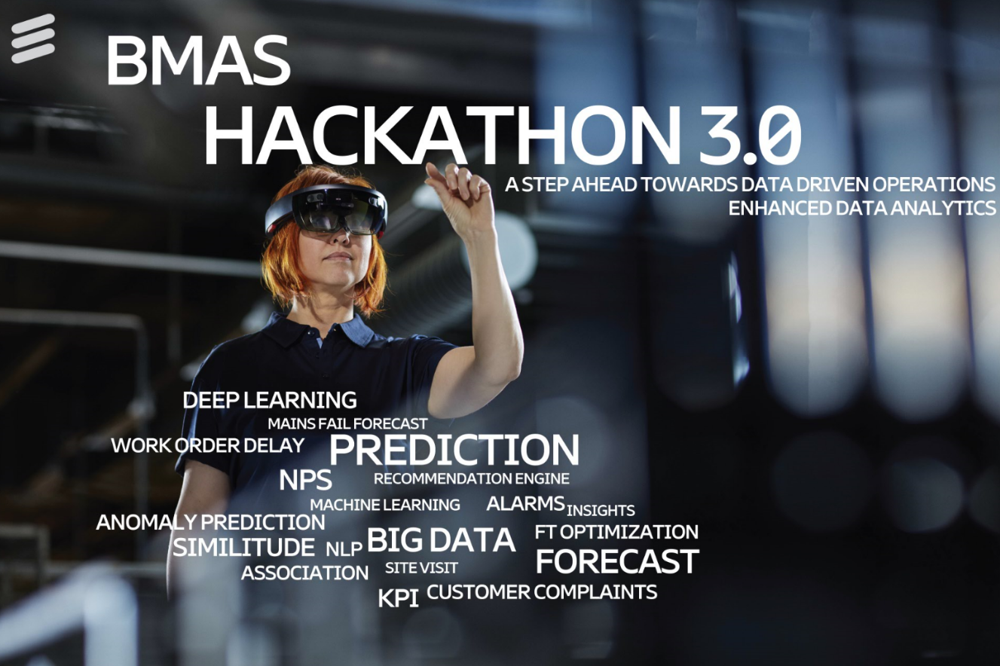 BMAS
HACKATHON 3.0
A STEP AHEAD TOWARDS DATA DRIVEN OPERATIONS
ENHANCED DATA ANALYTICS
DEEP LEARNING
MAINS FAIL FORECAST
WORK ORDER DELAY
PREDICTION
NPS
RECOMMENDATION ENGINE
MACHINE LEARNING
ALARMS
INSIGHTS
ANOMALY PREDICTION
FT OPTIMIZATION
SIMILITUDE
NLP
BIG DATA
FORECAST
ASSOCIATION
SITE VISIT
KPI
CUSTOMER COMPLAINTS